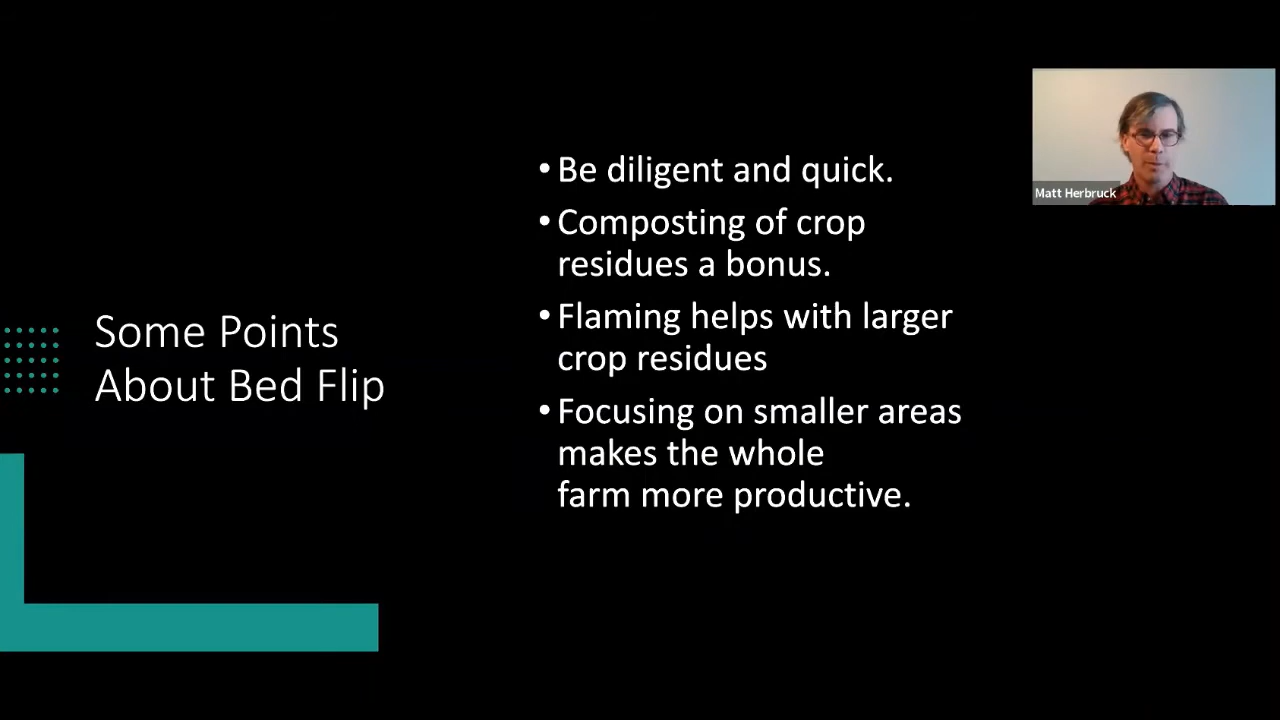 Some Points
About Bed Flip
• Be diligent and quick.
• Composting of crop
residues a bonus.
• Flaming helps with larger
crop residues
• Focusing on smaller areas
makes the whole
farm more productive.
Matt Herbruck